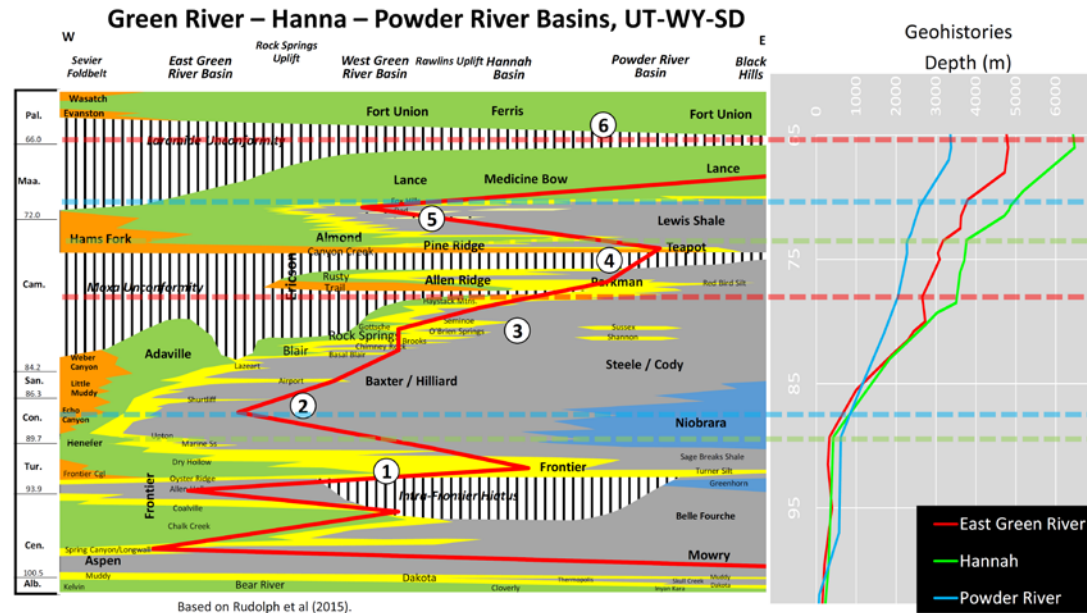 Green River – Hanna – Powder River Basins, UT-WY-SD
W
E
Sevier
Foldbelt
East Green
River Basin
Rock Springs
Uplift
West Green
River Basin
Rawlins Uplift
Hannah
Basin
Powder River
Basin
Black
Hills
Geohistories
Depth (m)
0
1000
2000
3000
4000
5000
6000
65
75
85
95
Pal.
66.0
Maa.
72.0
Cam.
84.2
San.
86.3
Con.
89.7
Tur.
93.9
Cen.
100.5
Alb.
Wasatch
Evanston
Fort Union
Ferris
Fort Union
6
Laramide Unconformity
Lance
Medicine Bow
Lance
5
Lewis Shale
Hams Fork
Almond
Canyon Creek
Pine Ridge
Teapot
4
Ericson
Rusty
Trail
Allen Ridge
Parkman
Red Bird Silt
Moxa Unconformity
Haystack Mtns.
Seminoe
3
Gottsche
Rock Springs
O'Brien Springs
Brooks
Chimney Rock
Sussex
Shannon
Adaville
Blair
Basal Blair
Weber
Canyon
Lazeart
Steele / Cody
Little
Muddy
Airport
Baxter / Hilliard
Shurtliff
2
Echo
Canyon
Niobrara
Upton
Henefer
Marine Ss
Sage Breaks Shale
Dry Hollow
Frontier
Frontier Cgl
1
Turner Silt
Oyster Ridge
Greenhorn
Intra-Frontier Hiatus
Frontier
Coalville
Belle Fourche
Chalk Creek
Spring Canyon/Longwall
Aspen
Mowry
Muddy
Dakota
Thermopolis
Skull Creek
Muddy
Dakota
Kelvin
Bear River
Cloverly
Inyan Kara
Based on Rudolph et al (2015).
East Green River
Hannah
Powder River